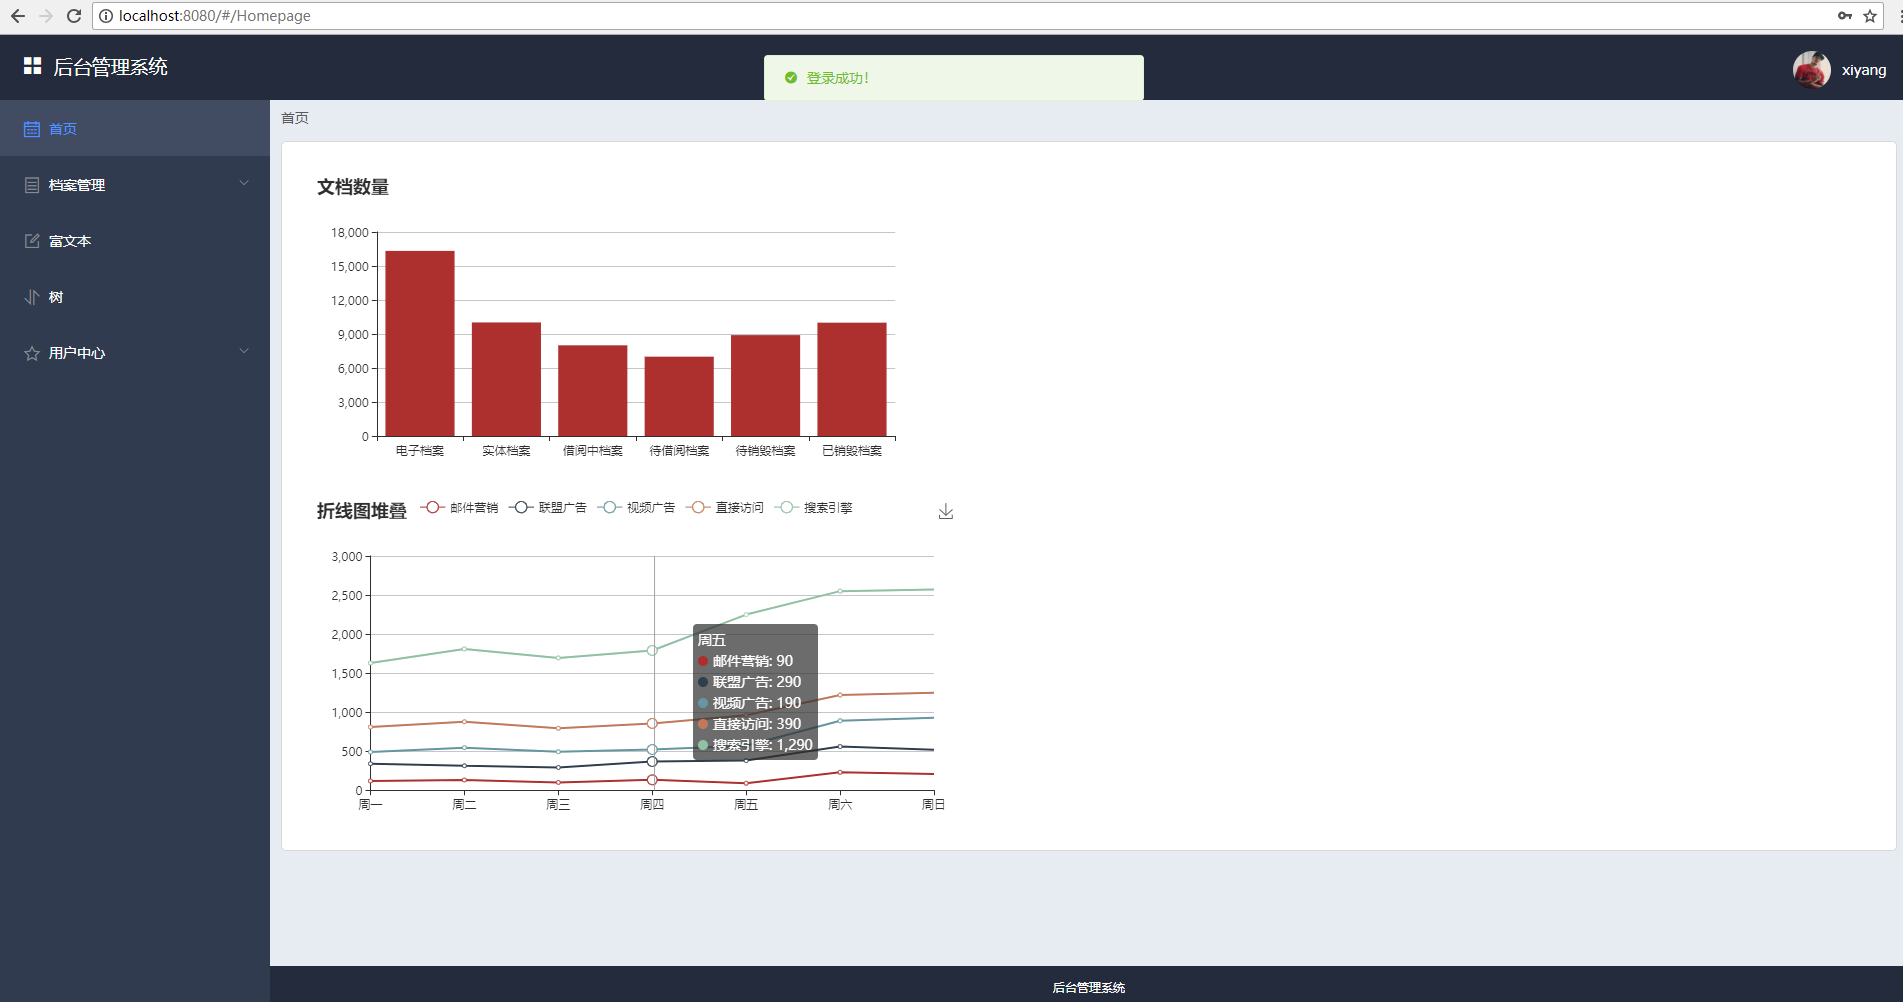 localhost:8080/#/Homepage
后台管理系统
登录成功！
xiyang
首页
档案管理
富文本
树
用户中心
首页
文档数量
18,000
15,000
12,000
9,000
6,000
3,000
0
电子档案 实体档案 借阅中档案 待借阅档案 待销毁档案 已销毁档案
折线图堆叠 邮件营销 联盟广告 视频广告 直接访问 搜索引擎
3,000
2,500
2,000
1,500
1,000
500
0
周一 周二 周三 周四 周五 周六 周日
周五
邮件营销: 90
联盟广告: 290
视频广告: 190
直接访问: 390
搜索引擎: 1,290
后台管理系统